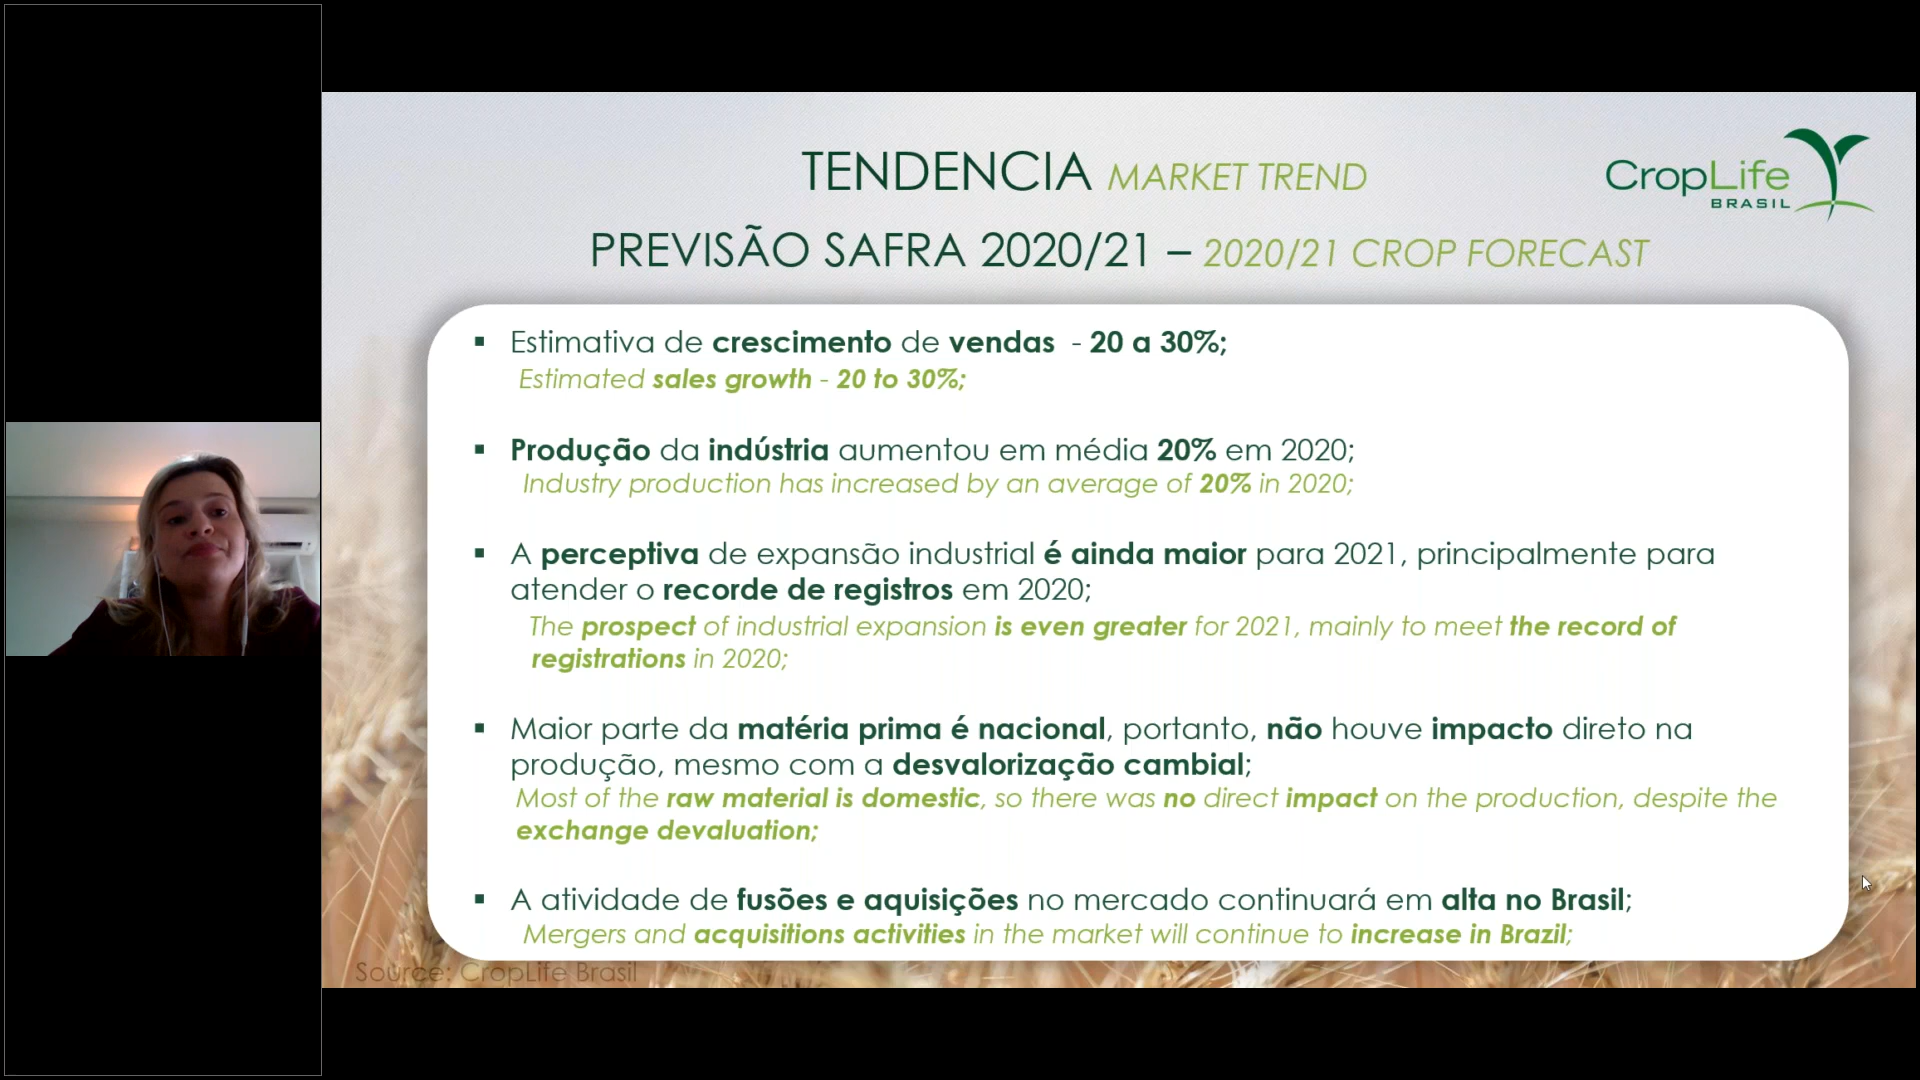 TENDENCIA MARKET TREND
CropLife
BRASIL
PREVISÃO SAFRA 2020/21 – 2020/21 CROP FORECAST
▪ Estimativa de crescimento de vendas - 20 a 30%;
Estimated sales growth - 20 to 30%;
▪ Produção da indústria aumentou em média 20% em 2020;
Industry production has increased by an average of 20% in 2020;
▪ A perceptiva de expansão industrial é ainda maior para 2021, principalmente para
atender o recorde de registros em 2020;
The prospect of industrial expansion is even greater for 2021, mainly to meet the record of
registrations in 2020;
▪ Maior parte da matéria prima é nacional, portanto, não houve impacto direto na
produção, mesmo com a desvalorização cambial;
Most of the raw material is domestic, so there was no direct impact on the production, despite the
exchange devaluation;
▪ A atividade de fusões e aquisições no mercado continuará em alta no Brasil;
Mergers and acquisitions activities in the market will continue to increase in Brazil;
Source: CropLife Brasil